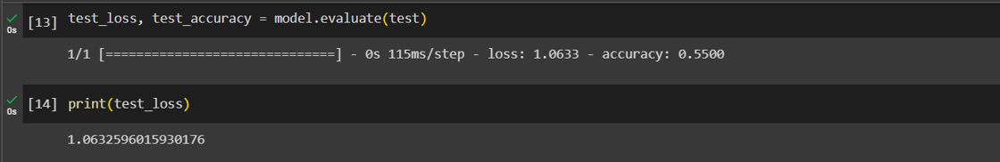 [13] test_loss, test_accuracy = model.evaluate(test)
0s
1/1 [==============================] - 0s 115ms/step - loss: 1.0633 - accuracy: 0.5500
[14] print(test_loss)
0s
1.0632596015930176